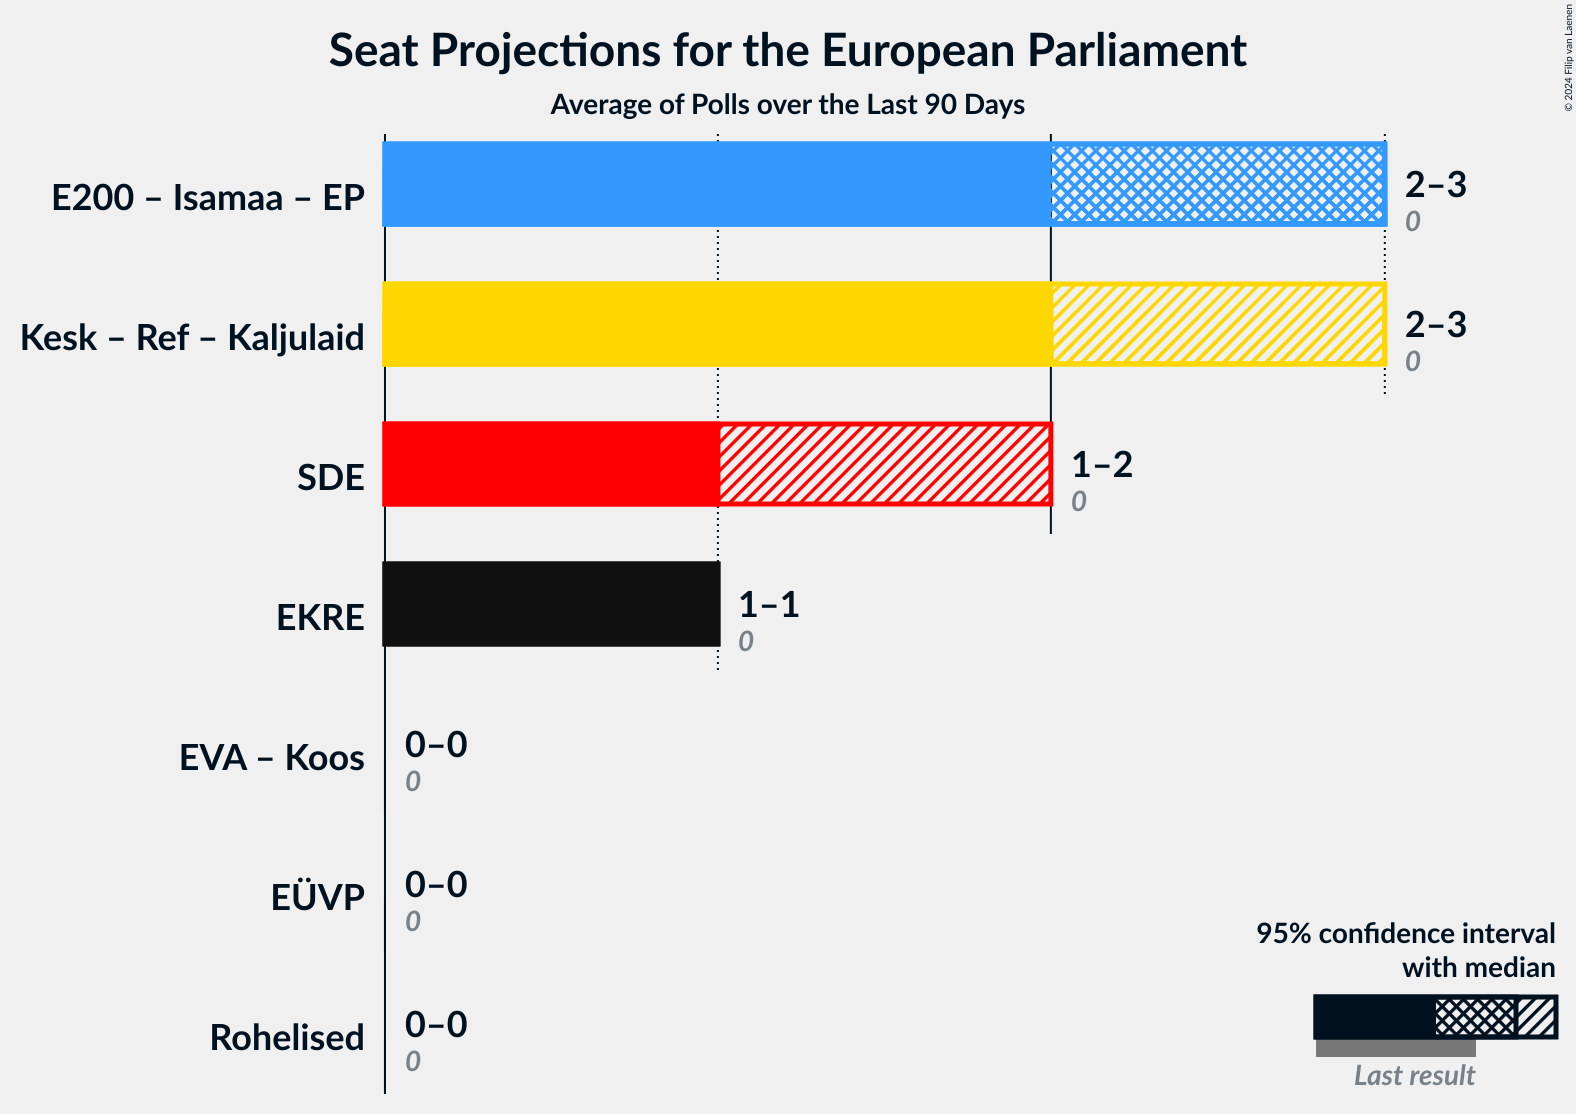 Seat Projections for the European Parliament
Average of Polls over the Last 90 Days
© 2024 Filip van Laenen
E200 – Isamaa – EP
2–3
0
Kesk – Ref – Kaljulaid
2–3
0
SDE
1–2
0
EKRE
1–1
0
EVA – Koos
0–0
0
EÜVP
0–0
0
Rohelised
0–0
0
95% confidence interval
with median
Last result